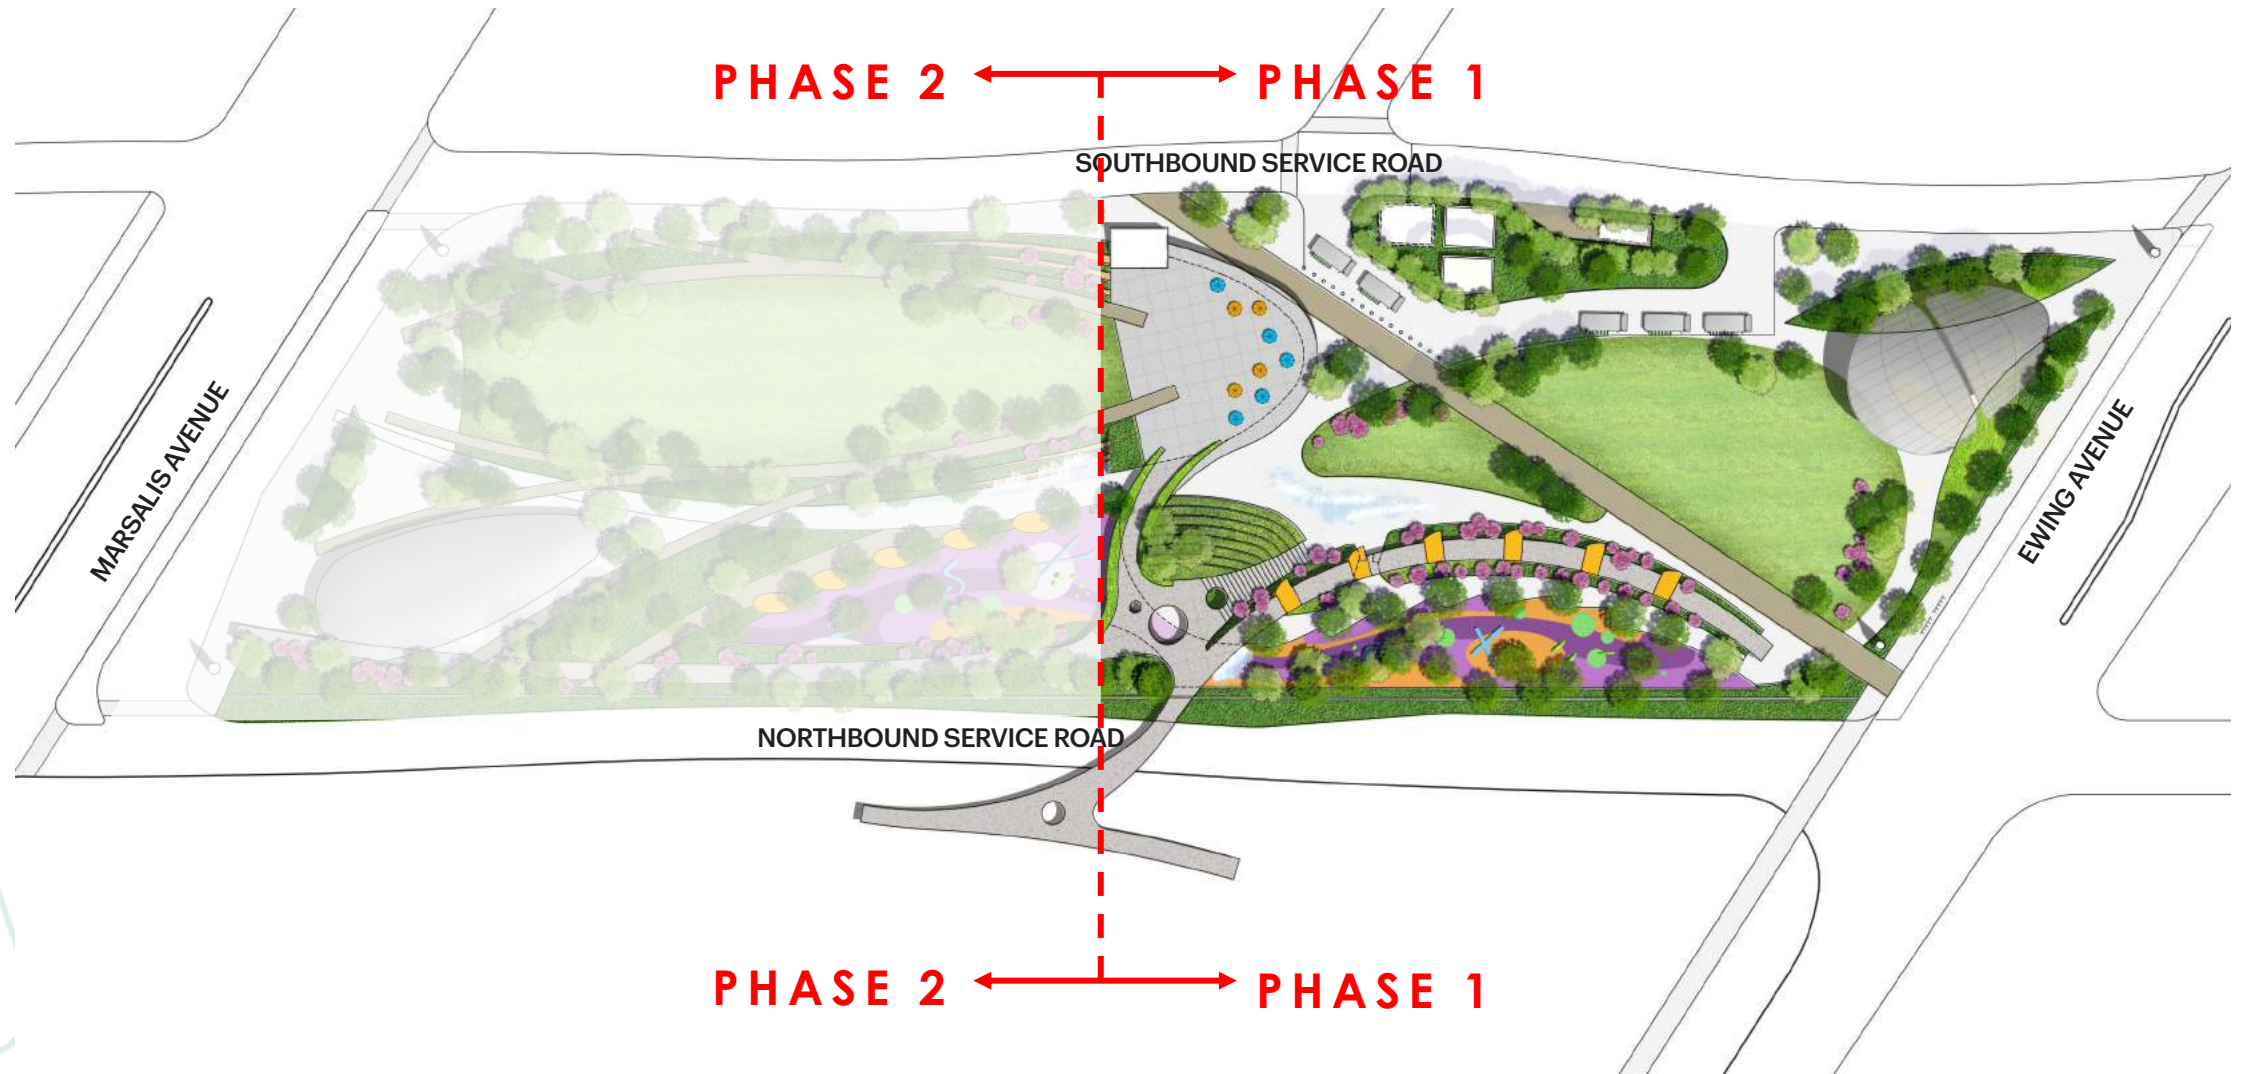 PHASE 2
PHASE 1
SOUTHBOUND SERVICE ROAD
MARSALIS AVENUE
EWING AVENUE
NORTHBOUND SERVICE ROAD
PHASE 2
PHASE 1